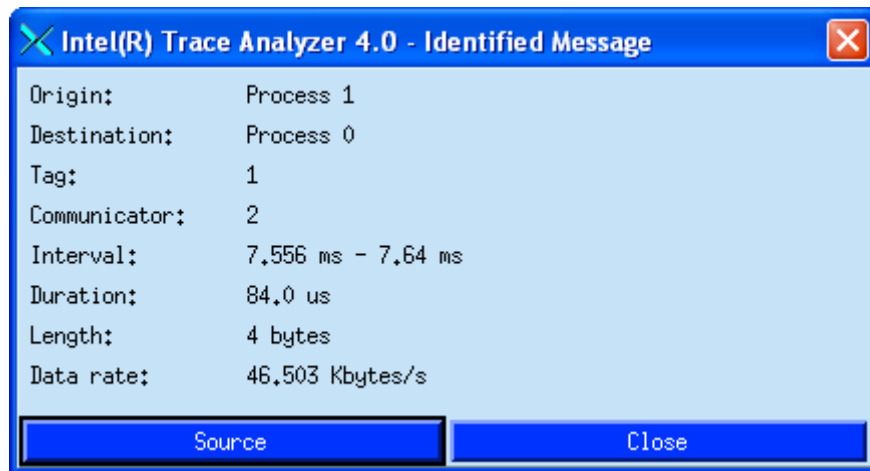 Intel(R) Trace Analyzer 4.0 - Identified Message
Origin: Process 1
Destination: Process 0
Tag: 1
Communicator: 2
Interval: 7.556 ms - 7.64 ms
Duration: 84.0 us
Length: 4 bytes
Data rate: 46.503 Kbytes/s
Source Close